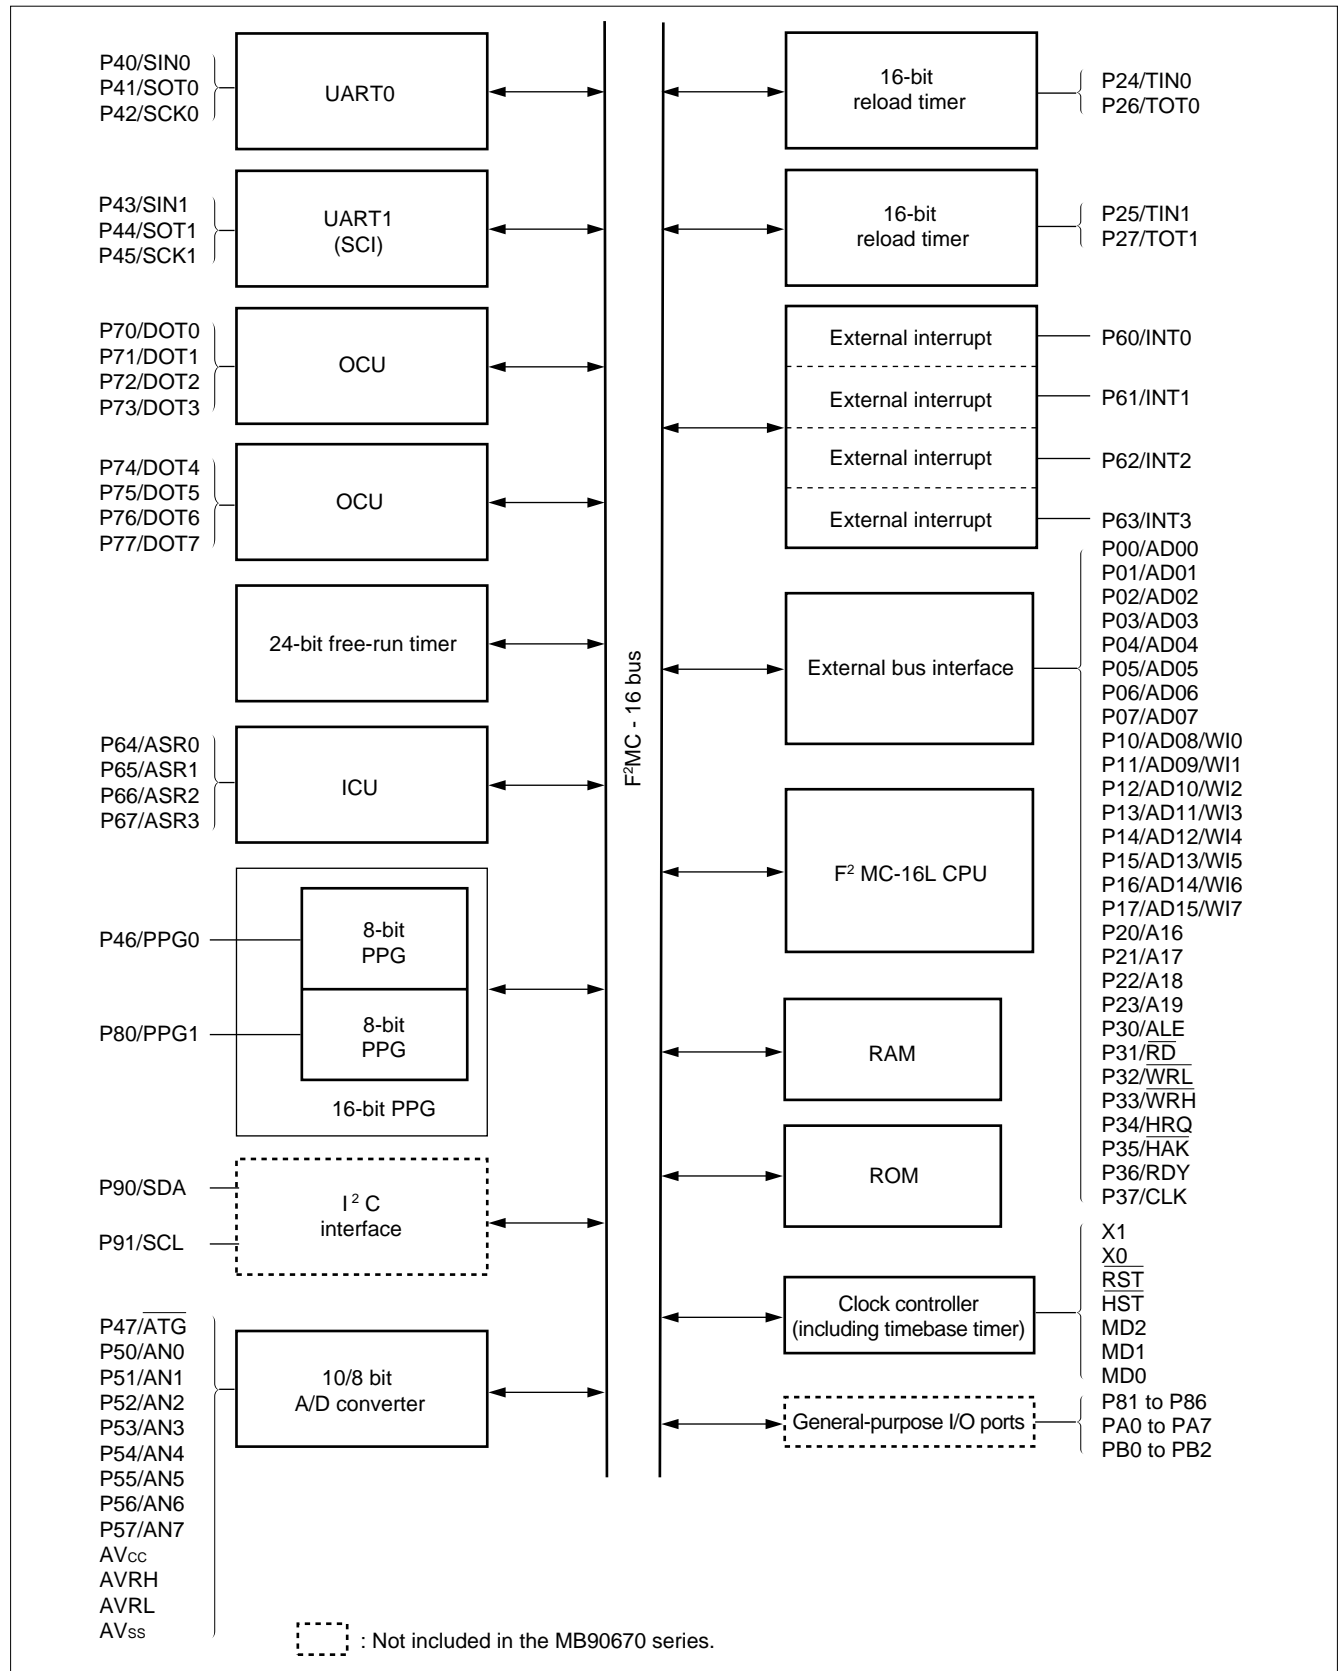 P40/SIN0
P41/SOT0
P42/SCK0
UART0
P43/SIN1
P44/SOT1
P45/SCK1
UART1
(SCI)
P70/DOT0
P71/DOT1
P72/DOT2
P73/DOT3
OCU
P74/DOT4
P75/DOT5
P76/DOT6
P77/DOT7
OCU
24-bit free-run timer
P64/ASR0
P65/ASR1
P66/ASR2
P67/ASR3
ICU
P46/PPG0
8-bit
PPG
P80/PPG1
8-bit
PPG
16-bit PPG
P90/SDA
P91/SCL
I² C
interface
P47/A̅T̅G̅
P50/AN0
P51/AN1
P52/AN2
P53/AN3
P54/AN4
P55/AN5
P56/AN6
P57/AN7
AVCC
AVRH
AVRL
AVSS
10/8 bit
A/D converter
F²MC - 16 bus
16-bit
reload timer
P24/TIN0
P26/TOT0
16-bit
reload timer
P25/TIN1
P27/TOT1
External interrupt
P60/INT0
External interrupt
P61/INT1
External interrupt
P62/INT2
External interrupt
P63/INT3
External bus interface
P00/AD00
P01/AD01
P02/AD02
P03/AD03
P04/AD04
P05/AD05
P06/AD06
P07/AD07
P10/AD08/WI0
P11/AD09/WI1
P12/AD10/WI2
P13/AD11/WI3
P14/AD12/WI4
P15/AD13/WI5
P16/AD14/WI6
P17/AD15/WI7
P20/A16
P21/A17
P22/A18
P23/A19
P30/ALE
P31/R̅D̅
P32/W̅R̅L̅
P33/W̅R̅H̅
P34/HRQ
P35/H̅A̅K̅
P36/RDY
P37/CLK
F² MC-16L CPU
RAM
ROM
Clock controller
(including timebase timer)
X1
X0
R̅S̅T̅
H̅S̅T̅
MD2
MD1
MD0
General-purpose I/O ports
P81 to P86
PA0 to PA7
PB0 to PB2
: Not included in the MB90670 series.